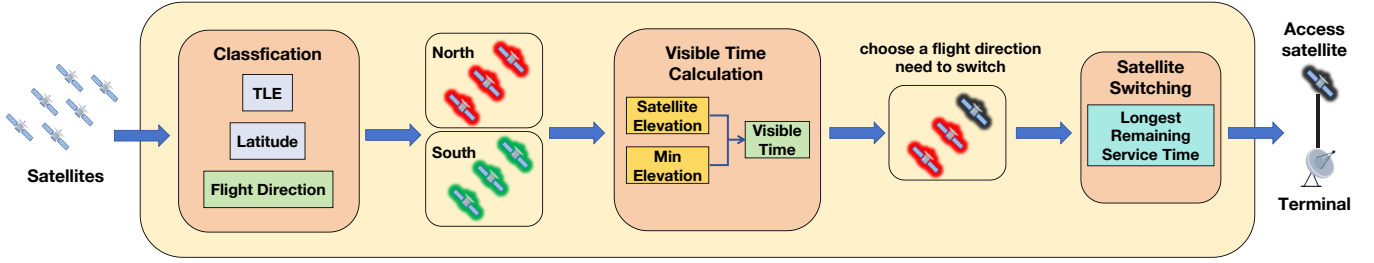 Satellites
Classfication
TLE
Latitude
Flight Direction
North
South
Visible Time
Calculation
Satellite
Elevation
Min
Elevation
Visible
Time
choose a flight direction
need to switch
Satellite
Switching
Longest
Remaining
Service Time
Access
satellite
Terminal